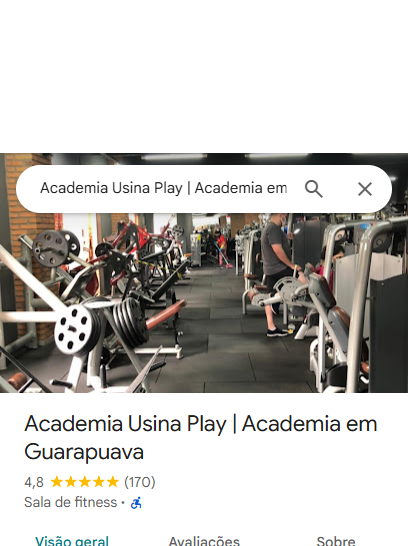 Academia Usina Play | Academia em
Academia Usina Play | Academia em
Guarapuava
4,8 (170)
Sala de fitness ·
Visão geral Avaliações Sobre